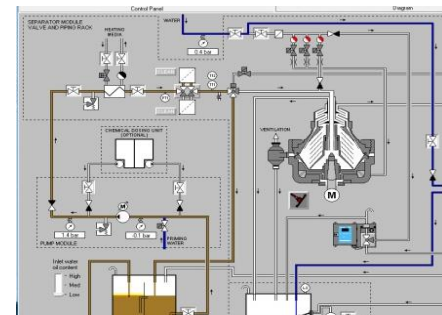 Control Panel
Diagram
SEPARATOR MODULE
VALVE AND PIPING RACK
HEATING
MEDIA
WATER
0.4 bar
CHEMICAL DOSING UNIT
(OPTIONAL)
VENTILATION
M
M
1.4 bar
-0.1 bar
PRIMING
WATER
PUMP MODULE
Inlet water
oil content
High
Med
Low